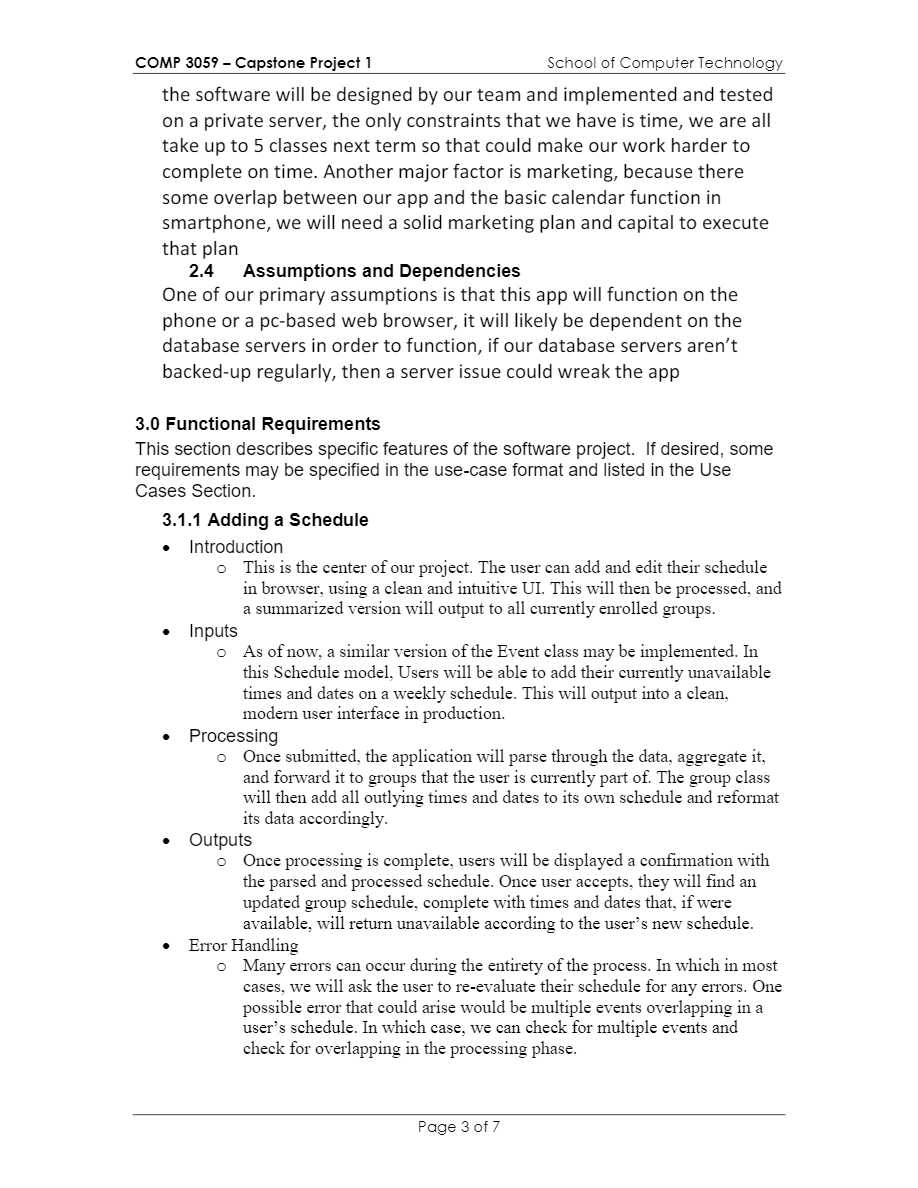 COMP 3059 – Capstone Project 1 School of Computer Technology
the software will be designed by our team and implemented and tested
on a private server, the only constraints that we have is time, we are all
take up to 5 classes next term so that could make our work harder to
complete on time. Another major factor is marketing, because there
some overlap between our app and the basic calendar function in
smartphone, we will need a solid marketing plan and capital to execute
that plan
2.4 Assumptions and Dependencies
One of our primary assumptions is that this app will function on the
phone or a pc-based web browser, it will likely be dependent on the
database servers in order to function, if our database servers aren’t
backed-up regularly, then a server issue could wreak the app
3.0 Functional Requirements
This section describes specific features of the software project. If desired, some
requirements may be specified in the use-case format and listed in the Use
Cases Section.
3.1.1 Adding a Schedule
• Introduction
o This is the center of our project. The user can add and edit their schedule
in browser, using a clean and intuitive UI. This will then be processed, and
a summarized version will output to all currently enrolled groups.
• Inputs
o As of now, a similar version of the Event class may be implemented. In
this Schedule model, Users will be able to add their currently unavailable
times and dates on a weekly schedule. This will output into a clean,
modern user interface in production.
• Processing
o Once submitted, the application will parse through the data, aggregate it,
and forward it to groups that the user is currently part of. The group class
will then add all outlying times and dates to its own schedule and reformat
its data accordingly.
• Outputs
o Once processing is complete, users will be displayed a confirmation with
the parsed and processed schedule. Once user accepts, they will find an
updated group schedule, complete with times and dates that, if were
available, will return unavailable according to the user’s new schedule.
• Error Handling
o Many errors can occur during the entirety of the process. In which in most
cases, we will ask the user to re-evaluate their schedule for any errors. One
possible error that could arise would be multiple events overlapping in a
user’s schedule. In which case, we can check for multiple events and
check for overlapping in the processing phase.
Page 3 of 7